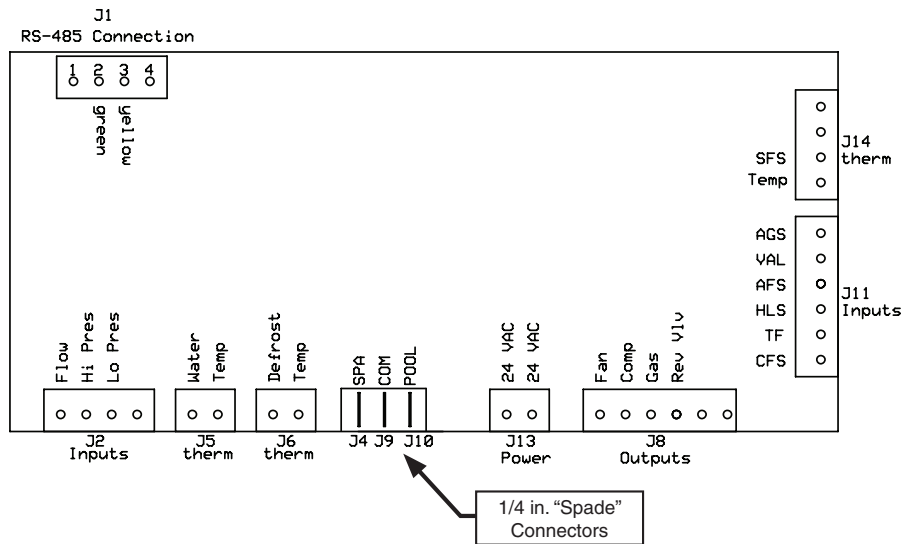 J1
RS-485 Connection
1 2 3 4
green
yellow
SFS
Temp
J14
therm
AGS
VAL
AFS
HLS
TF
CFS
J11
Inputs
Flow
Hi Pres
Lo Pres
J2
Inputs
Water
Temp
J5
therm
Defrost
Temp
J6
therm
SPA
COM
POOL
J4 J9 J10
24 VAC
24 VAC
J13
Power
Fan
Comp
Gas
Rev Vlv
J8
Outputs
1/4 in. “Spade”
Connectors